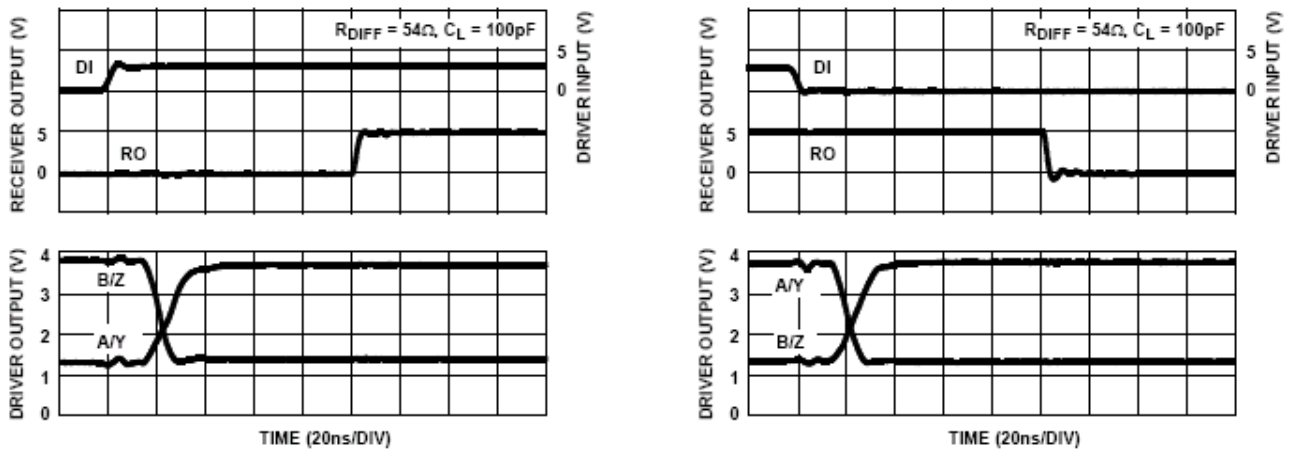 RECEIVER OUTPUT (V)
R_DIFF = 54Ω, C_L = 100pF
DI
5
0
DRIVER INPUT (V)
5
RO
0
DRIVER OUTPUT (V)
4
B/Z
3
2
A/Y
1
0
TIME (20ns/DIV)
RECEIVER OUTPUT (V)
R_DIFF = 54Ω, C_L = 100pF
DI
5
0
DRIVER INPUT (V)
5
RO
0
DRIVER OUTPUT (V)
4
A/Y
3
2
B/Z
1
0
TIME (20ns/DIV)